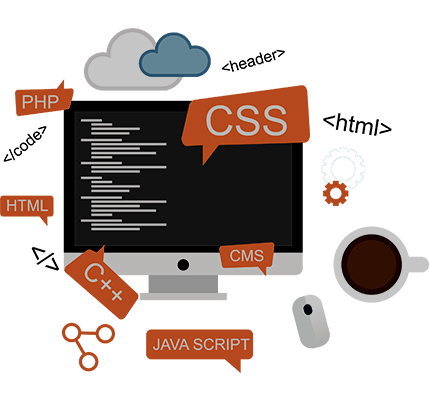 <header>
PHP
CSS
<html>
</code>
HTML
</>
CMS
C++
JAVA SCRIPT